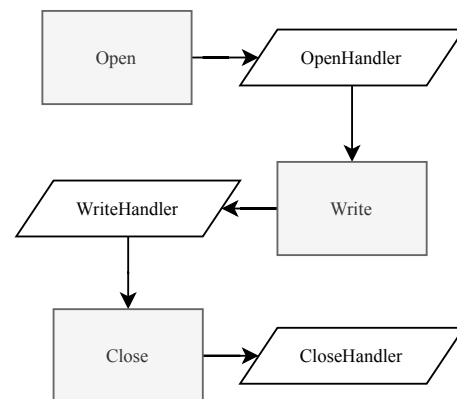 Open
OpenHandler
WriteHandler
Write
Close
CloseHandler